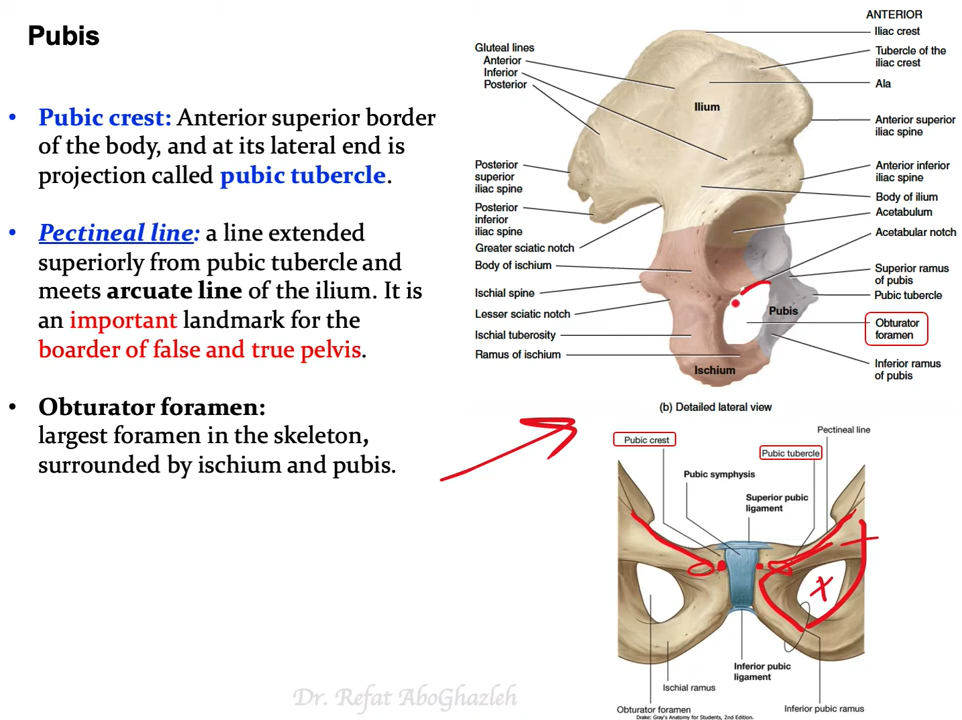 Pubis
• Pubic crest: Anterior superior border
of the body, and at its lateral end is
projection called pubic tubercle.
• Pectineal line: a line extended
superiorly from pubic tubercle and
meets arcuate line of the ilium. It is
an important landmark for the
boarder of false and true pelvis.
• Obturator foramen:
largest foramen in the skeleton,
surrounded by ischium and pubis.
ANTERIOR
Gluteal lines
Anterior
Inferior
Posterior
Posterior
superior
iliac spine
Posterior
inferior
iliac spine
Greater sciatic notch
Body of ischium
Ischial spine
Lesser sciatic notch
Ischial tuberosity
Ramus of ischium
Ilium
Pubis
Ischium
Iliac crest
Tubercle of the
iliac crest
Ala
Anterior superior
iliac spine
Anterior inferior
iliac spine
Body of ilium
Acetabulum
Acetabular notch
Superior ramus
of pubis
Pubic tubercle
Obturator
foramen
Inferior ramus
of pubis
(b) Detailed lateral view
Pubic crest
Pubic symphysis
Superior pubic
ligament
Pubic tubercle
Pectineal line
Inferior pubic
ligament
Ischial ramus
Obturator foramen
Inferior pubic ramus
Drake: Gray's Anatomy for Students, 2nd Edition.
Dr. Refat AboGhazleh